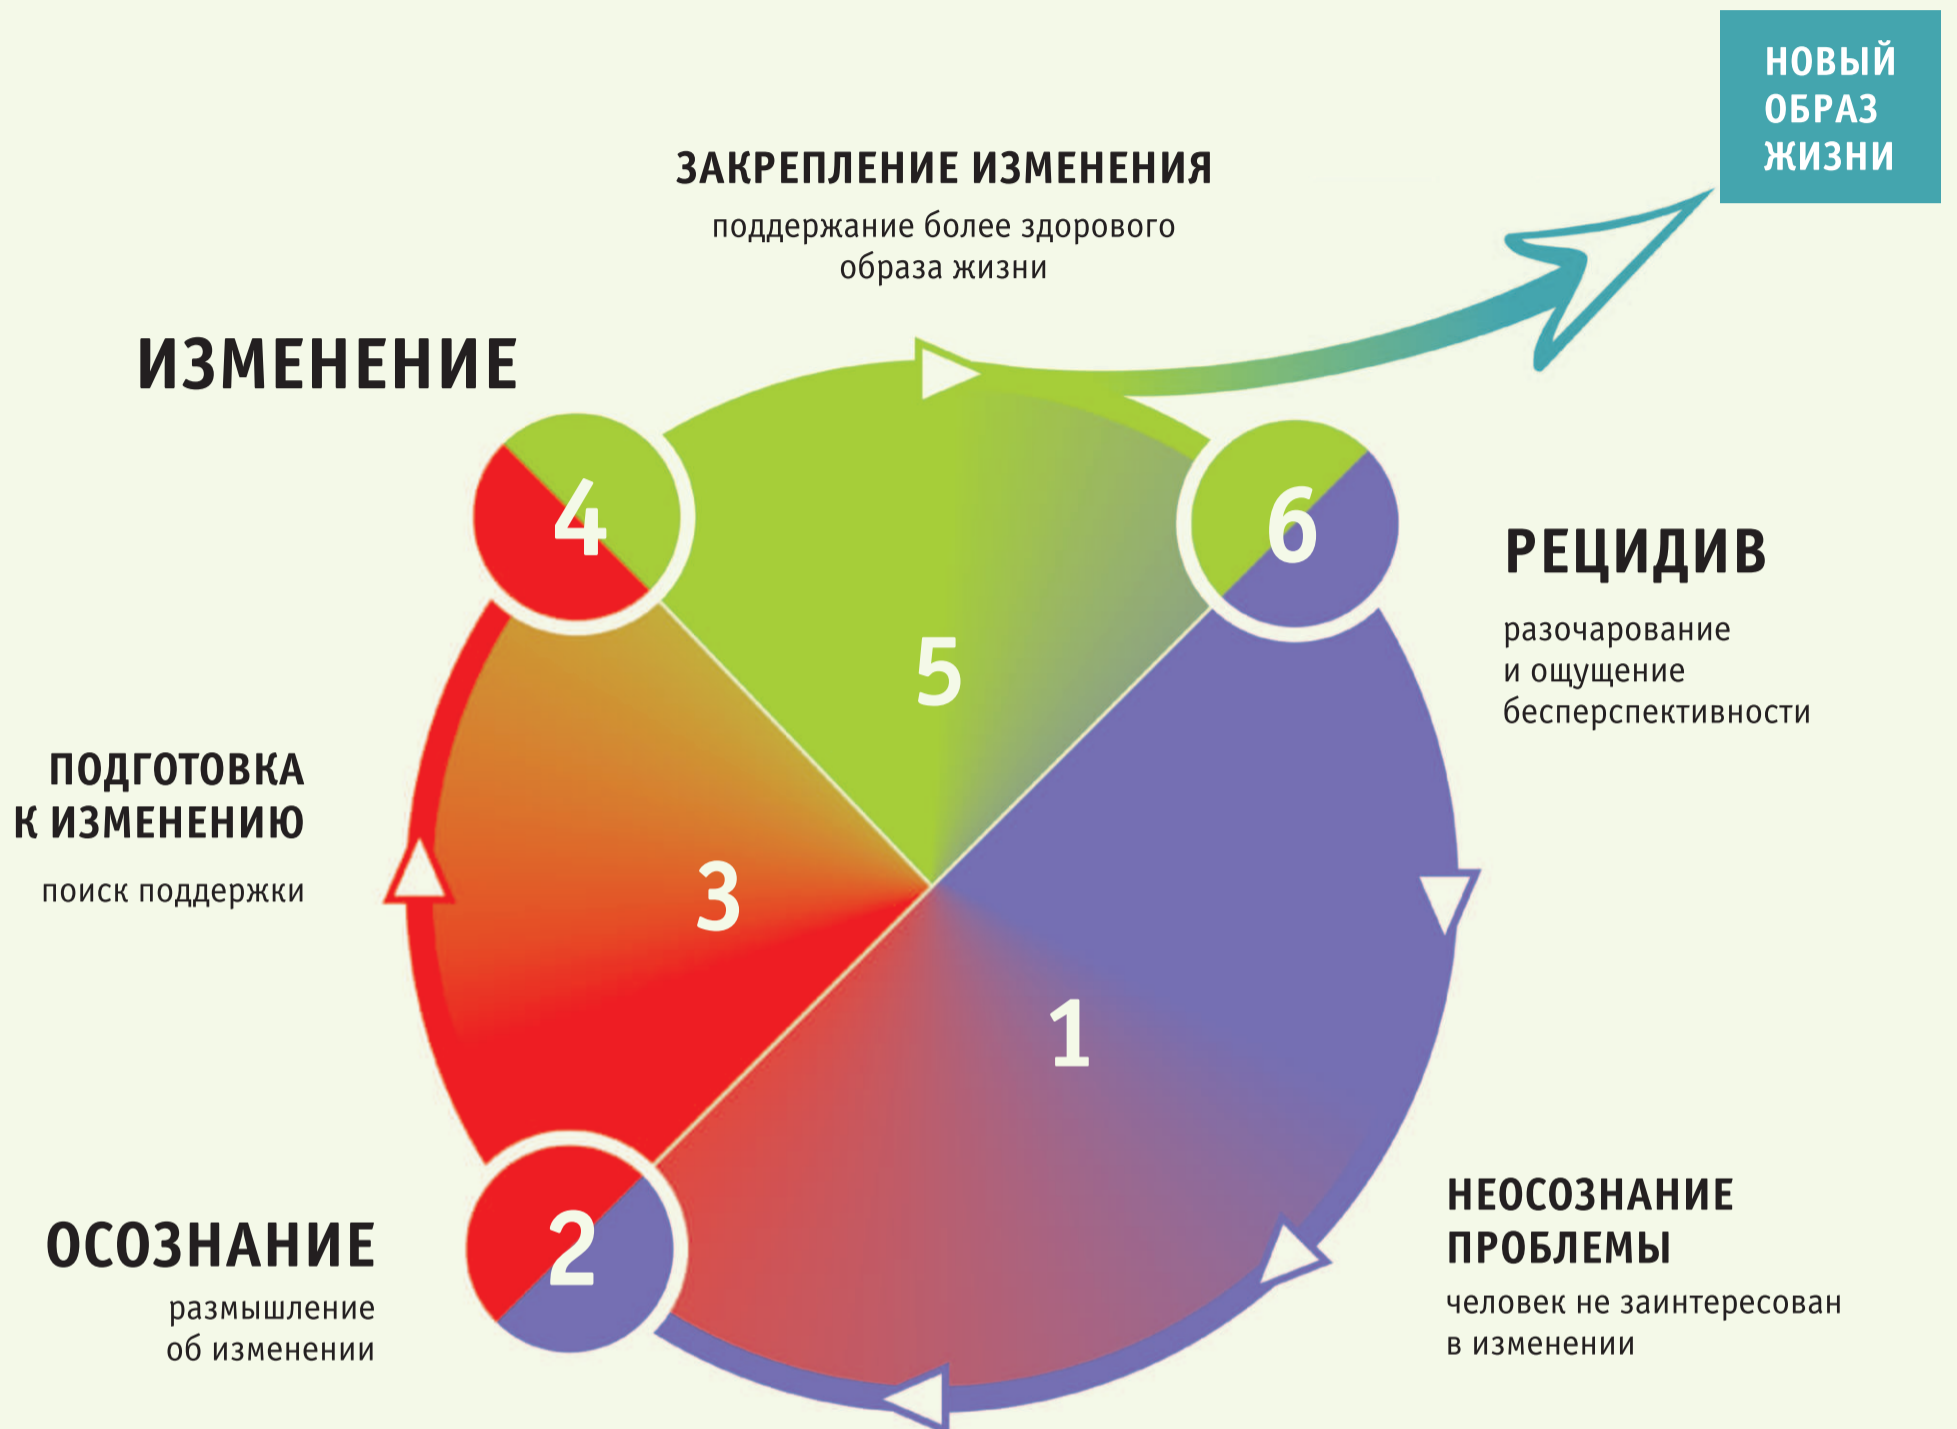 НОВЫЙ
ОБРАЗ
ЖИЗНИ
ЗАКРЕПЛЕНИЕ ИЗМЕНЕНИЯ
поддержание более здорового
образа жизни
ИЗМЕНЕНИЕ
4
6
5
РЕЦИДИВ
разочарование
и ощущение
бесперспективности
ПОДГОТОВКА
К ИЗМЕНЕНИЮ
поиск поддержки
3
1
НЕОСОЗНАНИЕ
ПРОБЛЕМЫ
человек не заинтересован
в изменении
ОСОЗНАНИЕ
размышление
об изменении
2